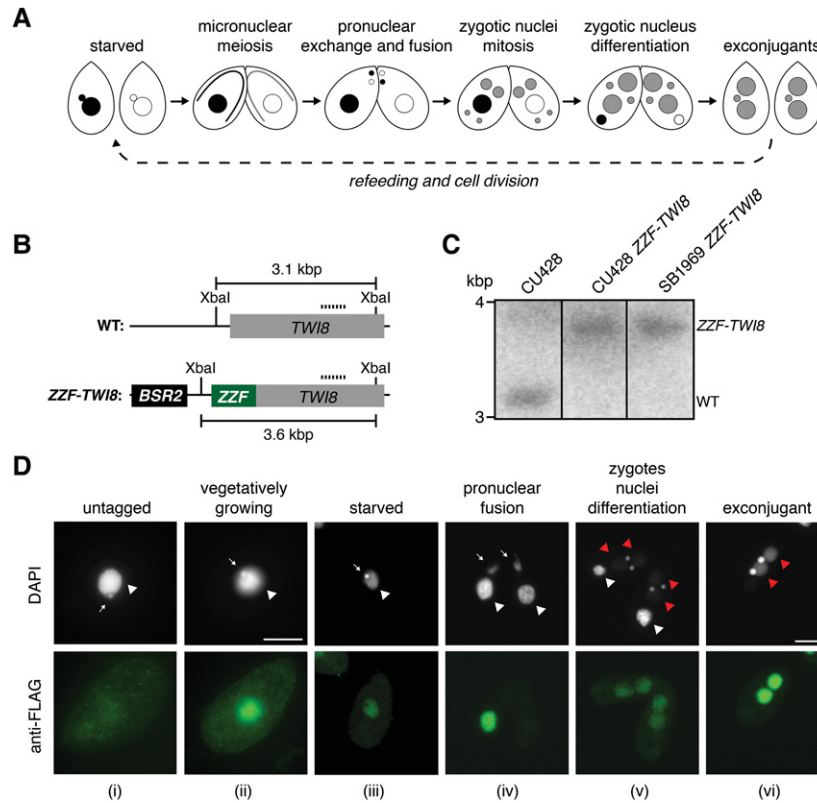 A
starved
micronuclear
meiosis
pronuclear
exchange and fusion
zygotic nuclei
mitosis
zygotic nucleus
differentiation
exconjugants
refeeding and cell division
B
3.1 kbp
XbaI
XbaI
WT:
TWI8
XbaI
XbaI
ZZF-TWI8:
BSR2
ZZF
TWI8
3.6 kbp
C
kbp
CU428
CU428 ZZF-TWI8
SB1969 ZZF-TWI8
4
ZZF-TWI8
WT
3
D
untagged
vegetatively
growing
starved
pronuclear
fusion
zygotes
nuclei
differentiation
exconjugant
DAPI
anti-FLAG
(i)
(ii)
(iii)
(iv)
(v)
(vi)